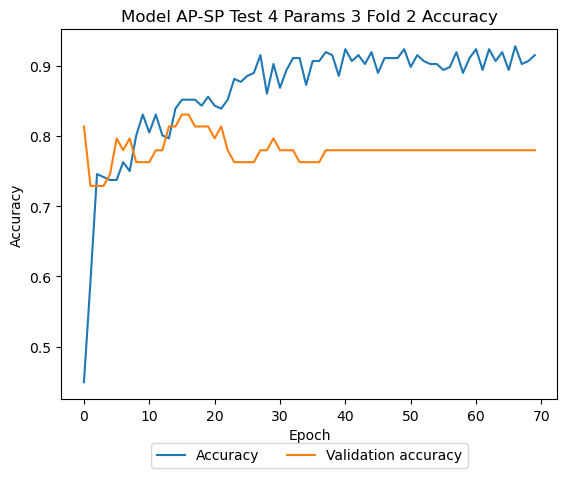 Model AP-SP Test 4 Params 3 Fold 2 Accuracy
Accuracy
0.9
0.8
0.7
0.6
0.5
0 10 20 30 40 50 60 70
Epoch
Accuracy Validation accuracy